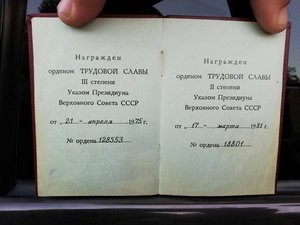 Награжден
орденом ТРУДОВОЙ СЛАВЫ
III степени
Указом Президиума
Верховного Совета СССР
от „21" апреля 1975 г.
№ ордена 128553
Награжден
орденом ТРУДОВОЙ СЛАВЫ
II степени
Указом Президиума
Верховного Совета СССР
от „17" марта 1981 г.
№ ордена 18801